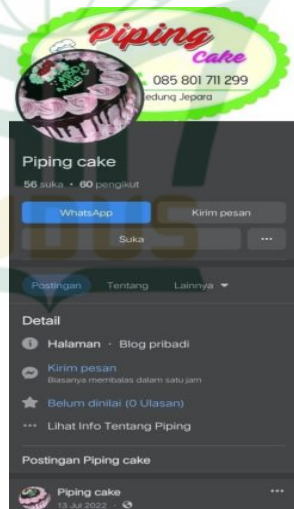 Piping
Cake
085 801 711 299
edung Jepara
Piping cake
56 suka • 60 pengikut
WhatsApp
Kirim pesan
Suka
Postingan Tentang Lainnya
Detail
Halaman · Blog pribadi
Kirim pesan
Biasanya membalas dalam satu jam
Belum dinilai (0 Ulasan)
Lihat Info Tentang Piping
Postingan Piping cake
Piping cake
13 Jul 2022